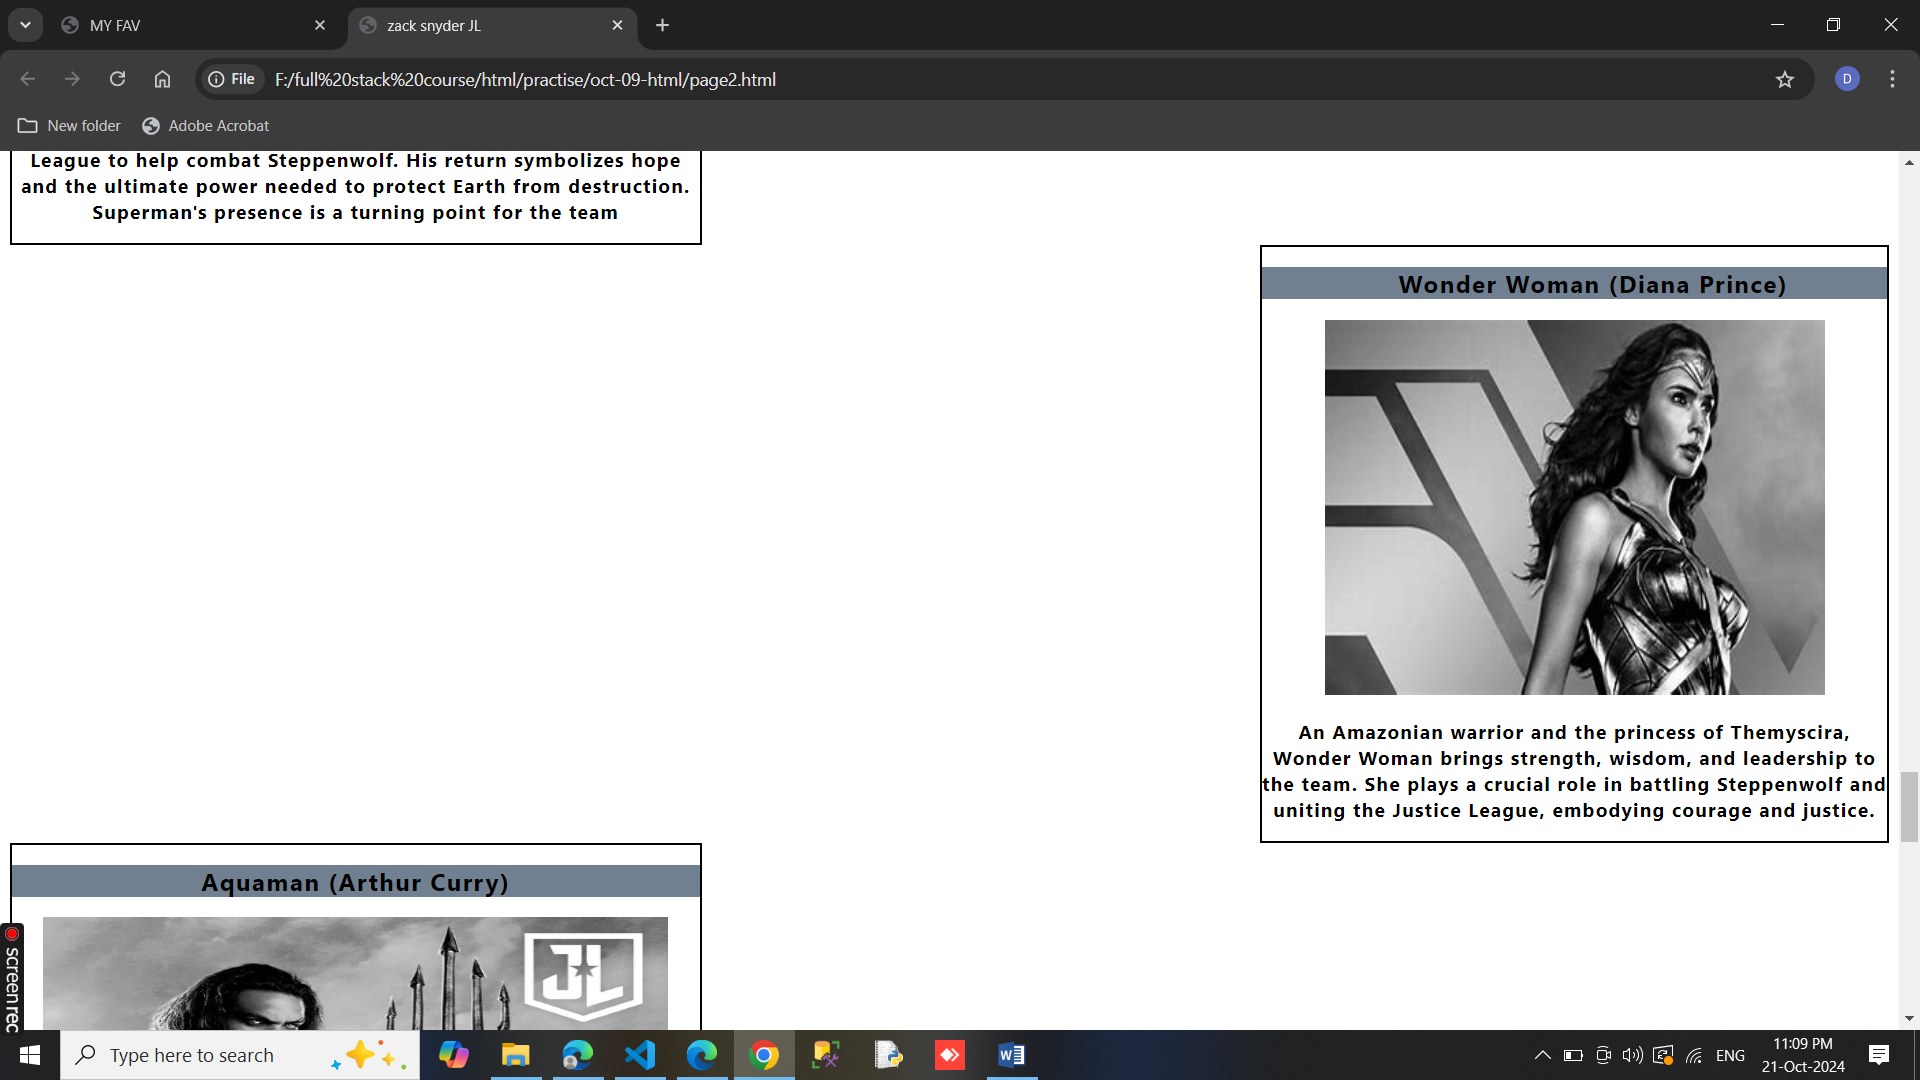 MY FAV
zack snyder JL
File
F:/full%20stack%20course/html/practise/oct-09-html/page2.html
D
New folder
Adobe Acrobat
League to help combat Steppenwolf. His return symbolizes hope
and the ultimate power needed to protect Earth from destruction.
Superman's presence is a turning point for the team
Wonder Woman (Diana Prince)
An Amazonian warrior and the princess of Themyscira,
Wonder Woman brings strength, wisdom, and leadership to
the team. She plays a crucial role in battling Steppenwolf and
uniting the Justice League, embodying courage and justice.
Aquaman (Arthur Curry)
JL
screenrec
Type here to search
ENG
11:09 PM
21-Oct-2024